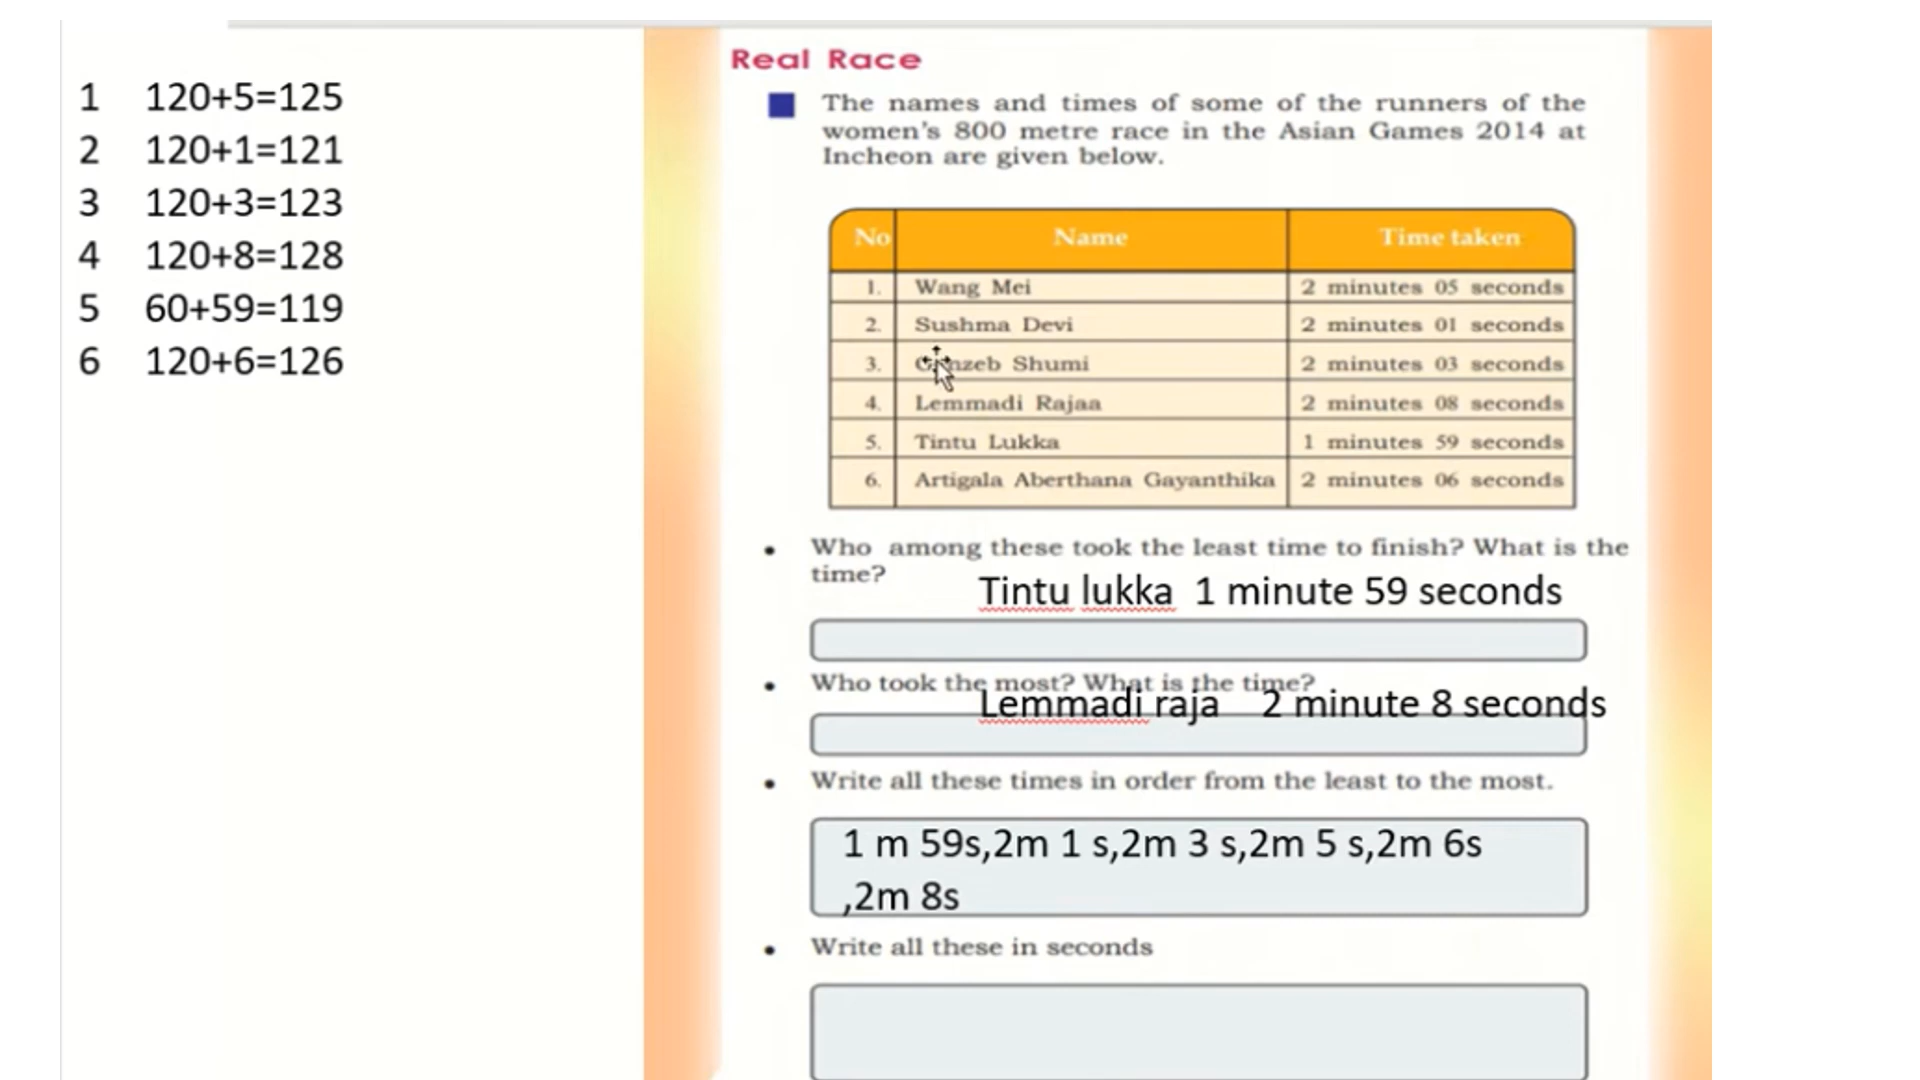 1 120+5=125
2 120+1=121
3 120+3=123
4 120+8=128
5 60+59=119
6 120+6=126
Real Race
The names and times of some of the runners of the
women's 800 metre race in the Asian Games 2014 at
Incheon are given below.
No Name Time taken
1. Wang Mei 2 minutes 05 seconds
2. Sushma Devi 2 minutes 01 seconds
3. Shumi 2 minutes 03 seconds
4. Lemmadi Rajaa 2 minutes 08 seconds
5. Tintu Lukka 1 minutes 59 seconds
6. Artigala Aberthana Gayanthika 2 minutes 06 seconds
• Who among these took the least time to finish? What is the
time?
Tintu lukka 1 minute 59 seconds
• Who took the most? What is the time?
Lemmadi raja 2 minute 8 seconds
• Write all these times in order from the least to the most.
1 m 59s,2m 1 s,2m 3 s,2m 5 s,2m 6s
,2m 8s
• Write all these in seconds